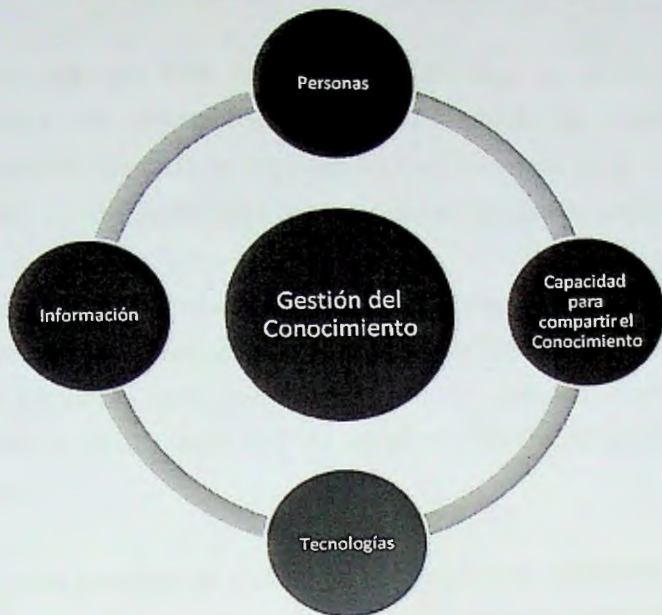 Personas
Información
Gestión del
Conocimiento
Capacidad
para
compartir el
Conocimiento
Tecnologías